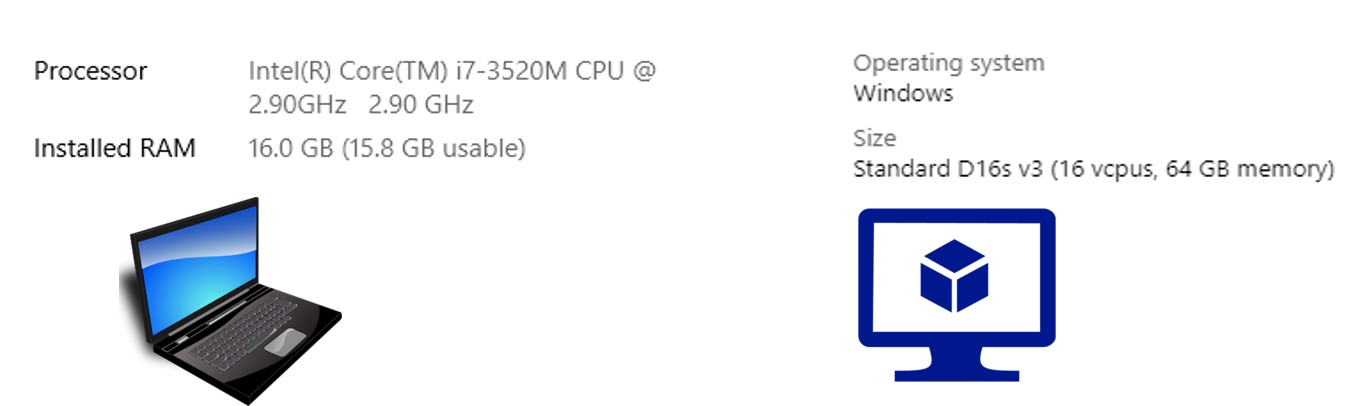 Processor Intel(R) Core(TM) i7-3520M CPU @
2.90GHz 2.90 GHz
Installed RAM 16.0 GB (15.8 GB usable)
Operating system
Windows
Size
Standard D16s v3 (16 vcpus, 64 GB memory)